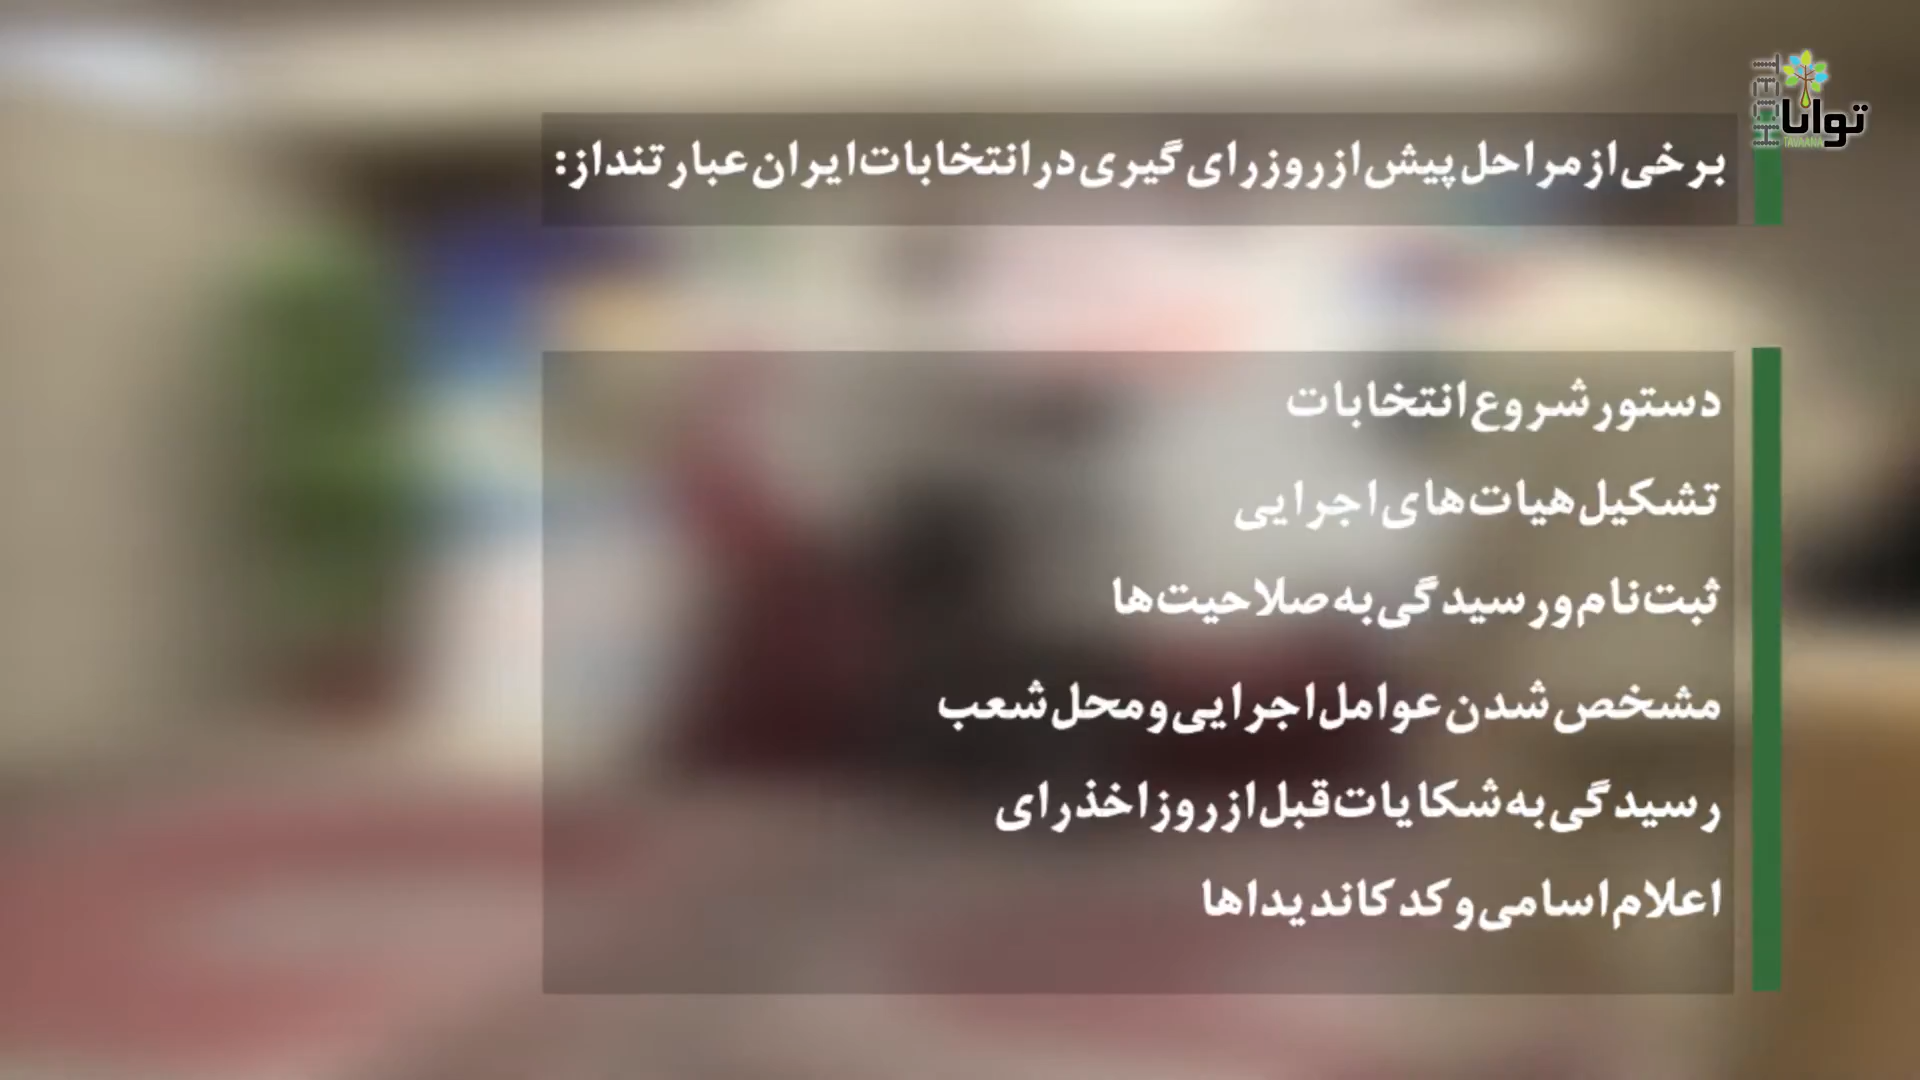 توانا
TAVAANA
برخی از مراحل پیش از روز رای گیری در انتخابات ایران عبارتند از:
دستور شروع انتخابات
تشکیل هیات‌های اجرایی
ثبت نام و رسیدگی به صلاحیت‌ها
مشخص شدن عوامل اجرایی و محل شعب
رسیدگی به شکایات قبل از روز اخذ رای
اعلام اسامی و کد کاندیداها